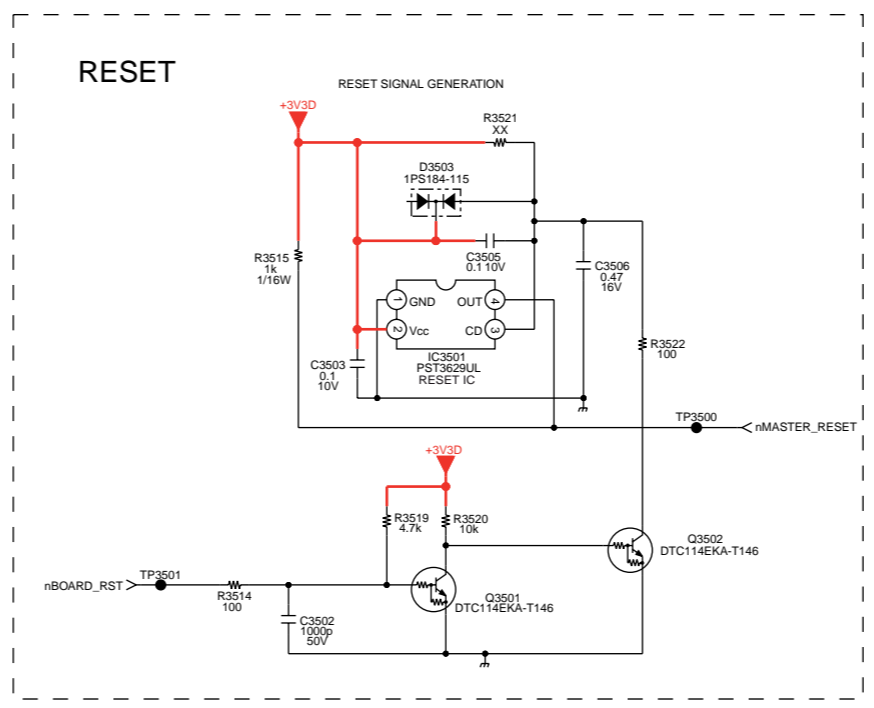 RESET
RESET SIGNAL GENERATION
+3V3D
R3521
XX
D3503
1PS184-115
R3515
1k
1/16W
C3505
0.1 10V
C3506
0.47
16V
1 GND OUT 4
2 Vcc CD 3
IC3501
PST3629UL
RESET IC
C3503
0.1
10V
R3522
100
TP3500
nMASTER_RESET
+3V3D
R3519
4.7k
R3520
10k
Q3502
DTC114EKA-T146
nBOARD_RST
TP3501
R3514
100
Q3501
DTC114EKA-T146
C3502
1000p
50V